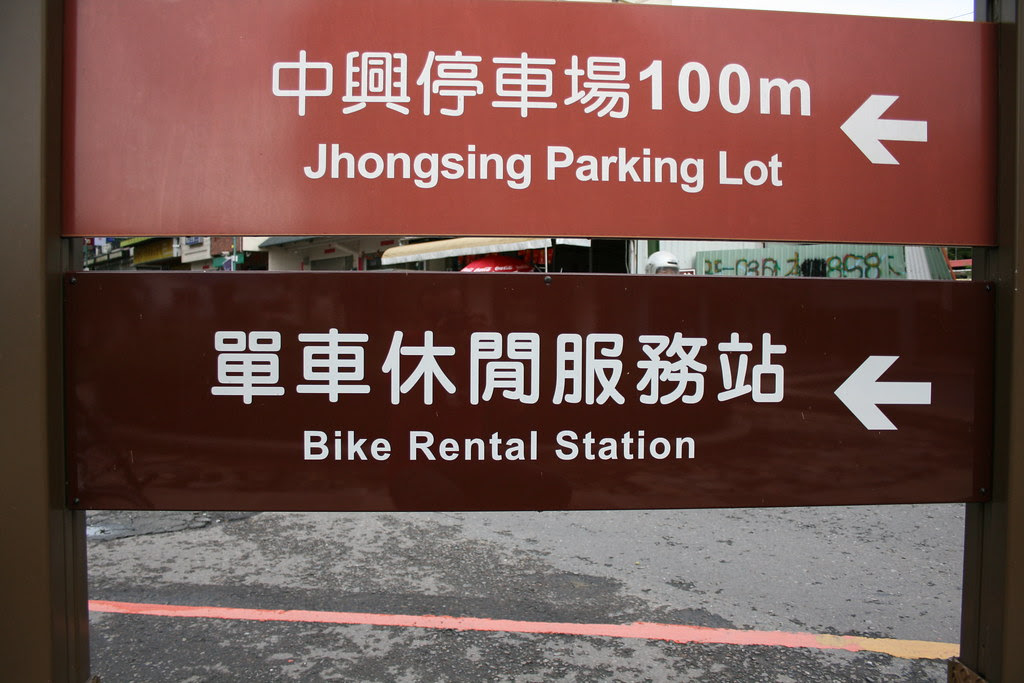 中興停車場100m
Jhongsing Parking Lot
單車休閒服務站
Bike Rental Station